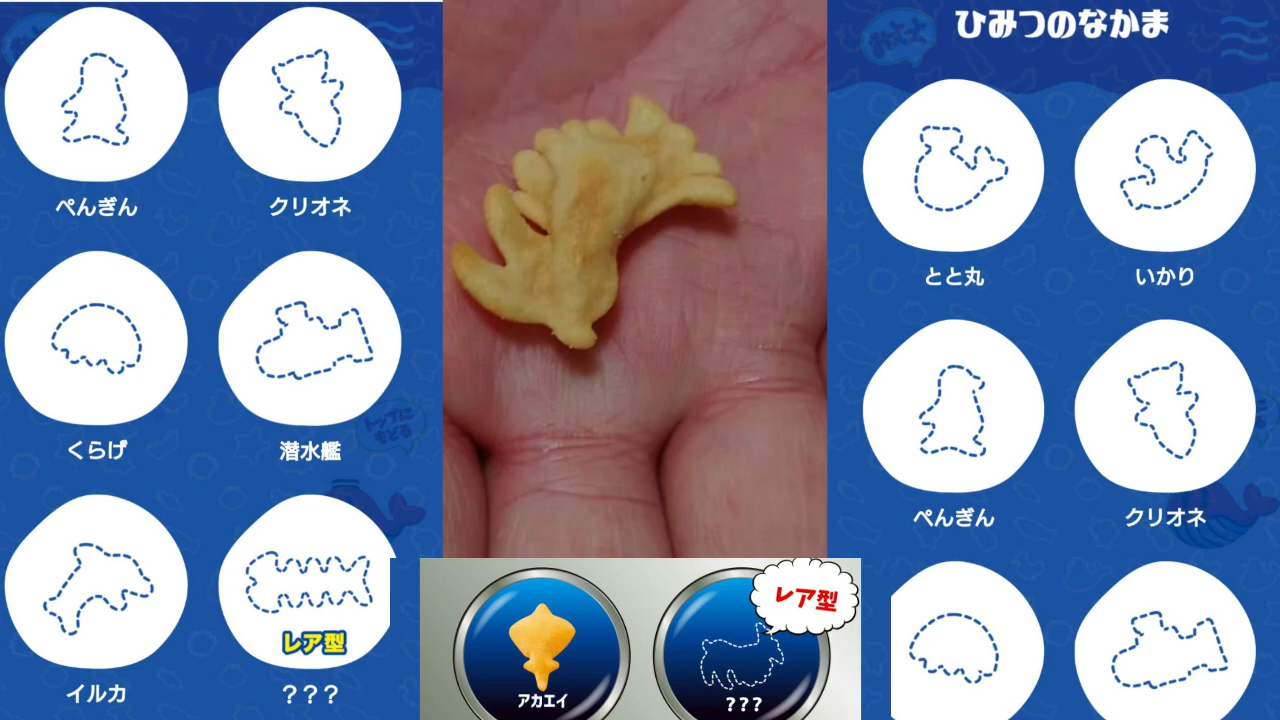 ぺんぎん
クリオネ
くらげ
潜水艦
トップに
もどる
イルカ
レア型
???
アカエイ
レア型
???
ひみつのなかま
とと丸
いかり
ぺんぎん
クリオネ